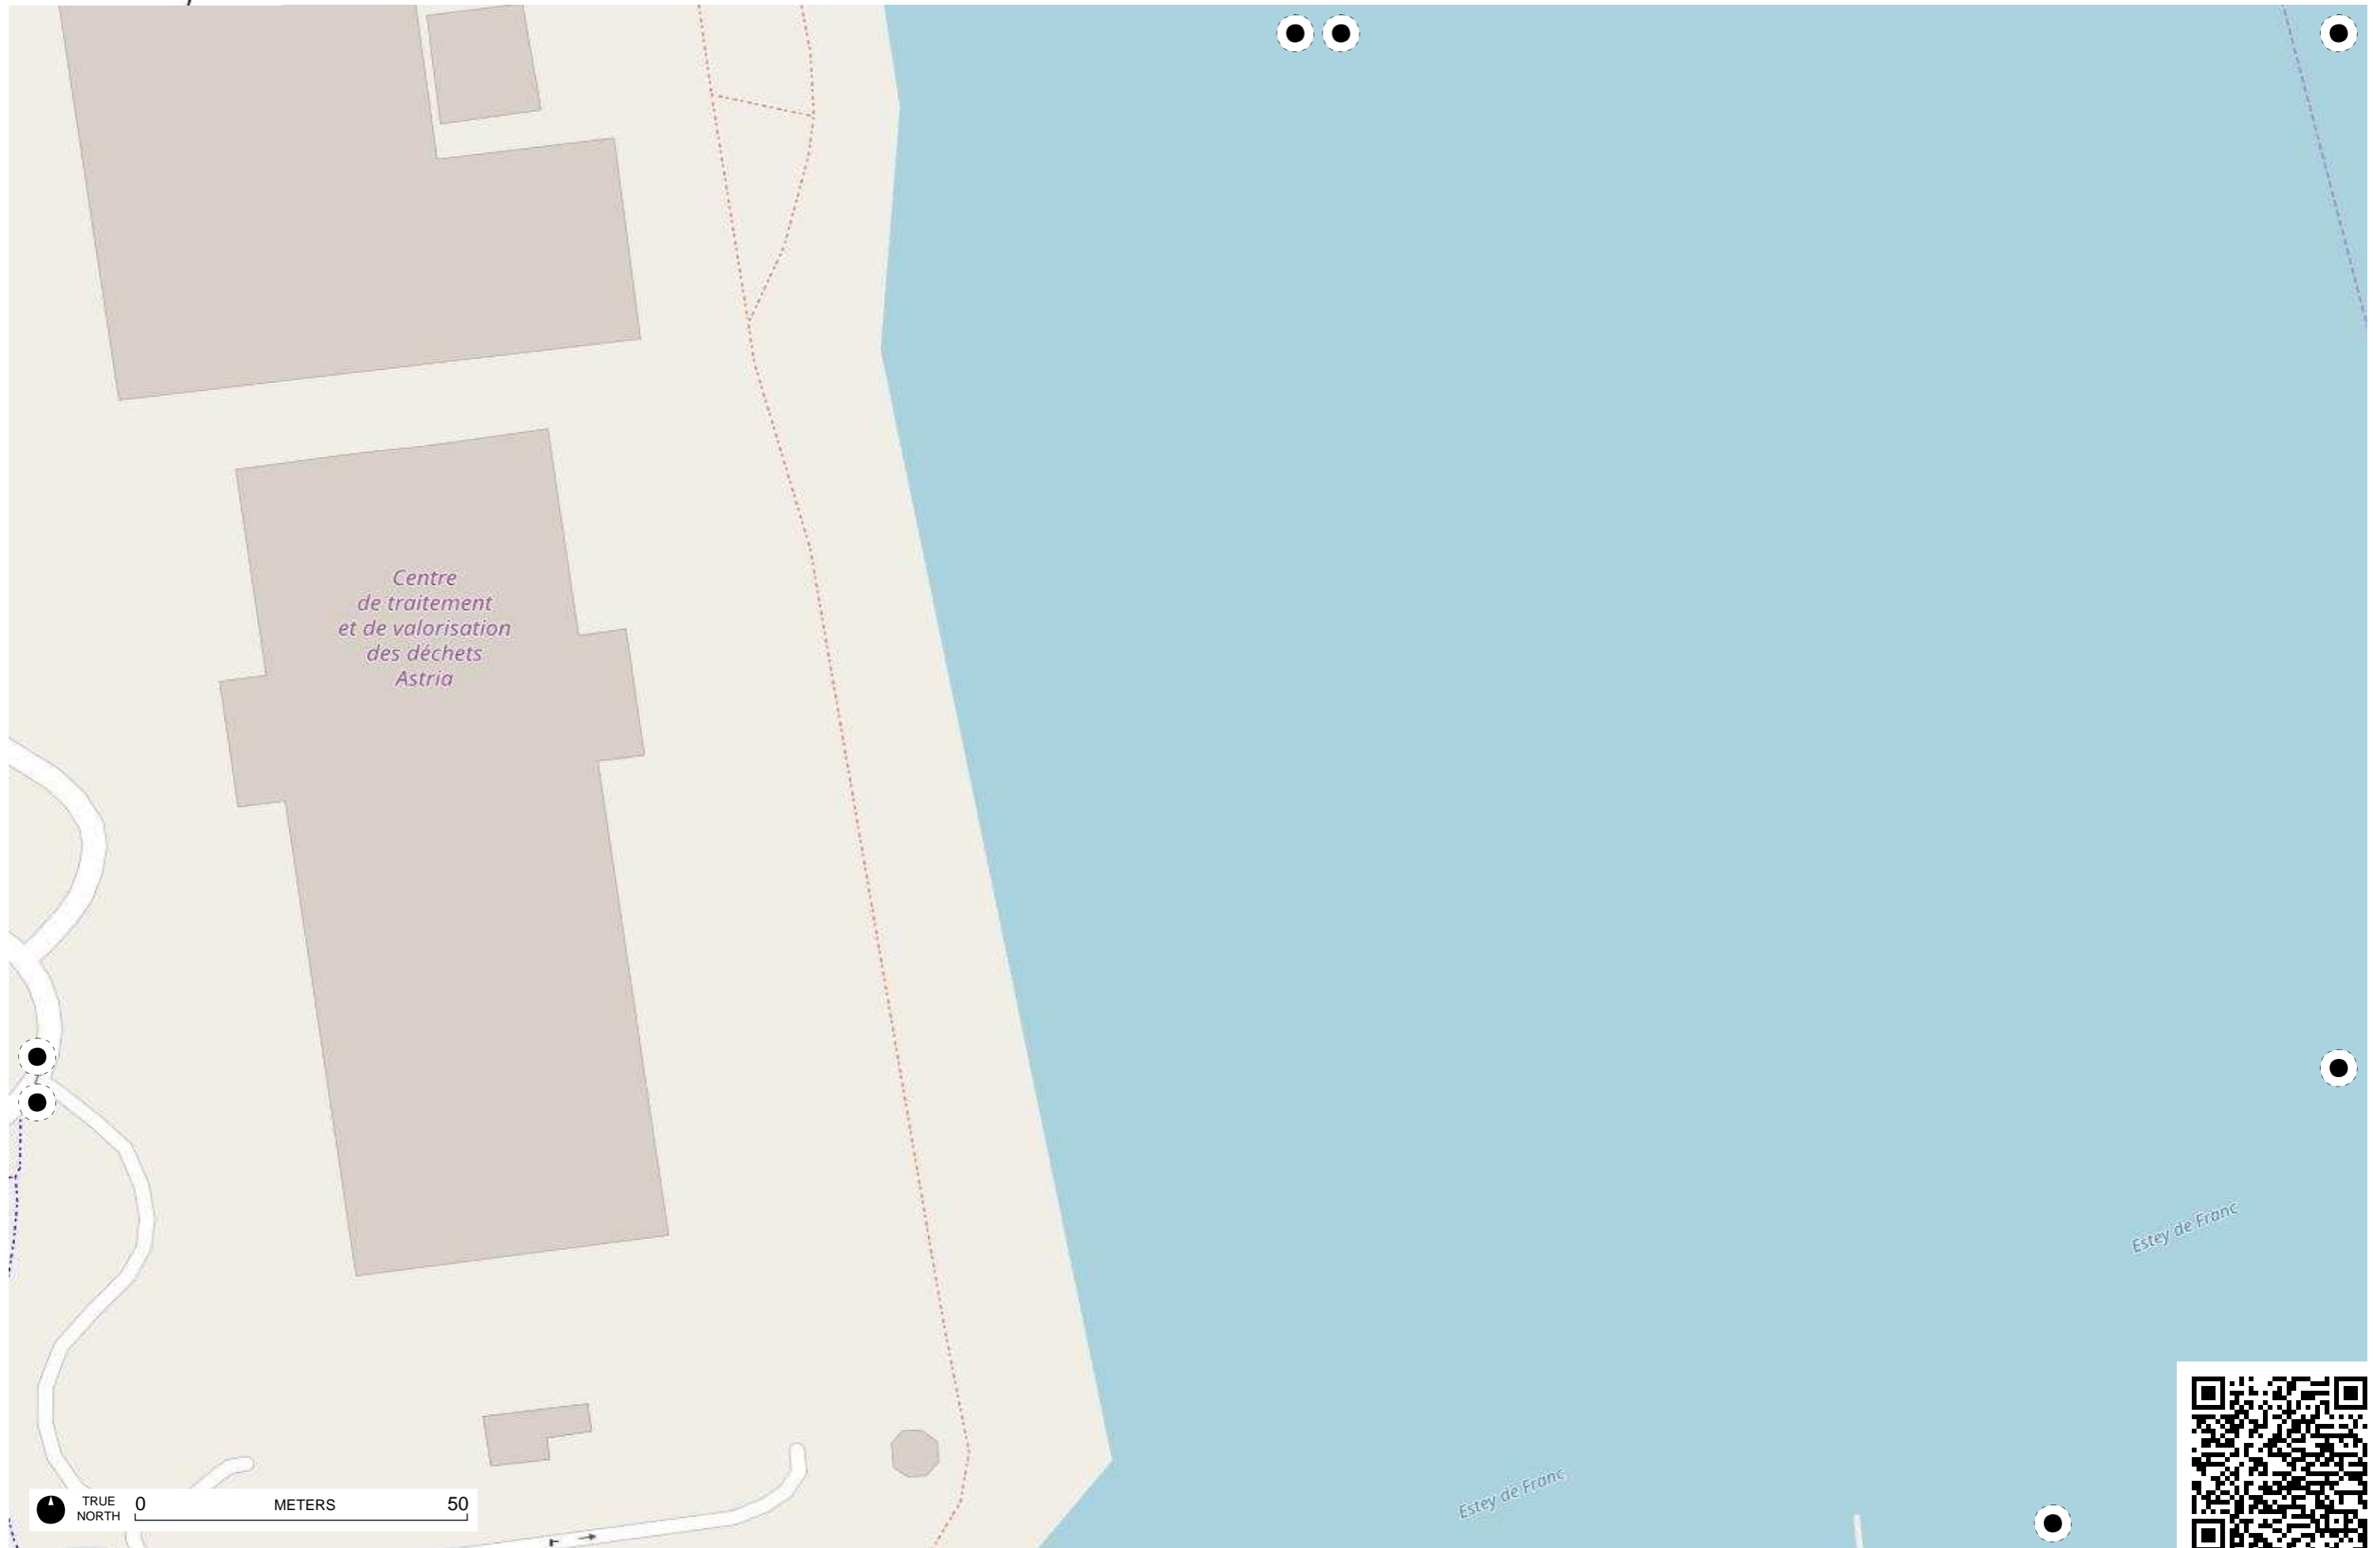 Centre
de traitement
et de valorisation
des déchets
Astria
Estey de Franc
Estey de Franc
TRUE
NORTH
0 METERS 50